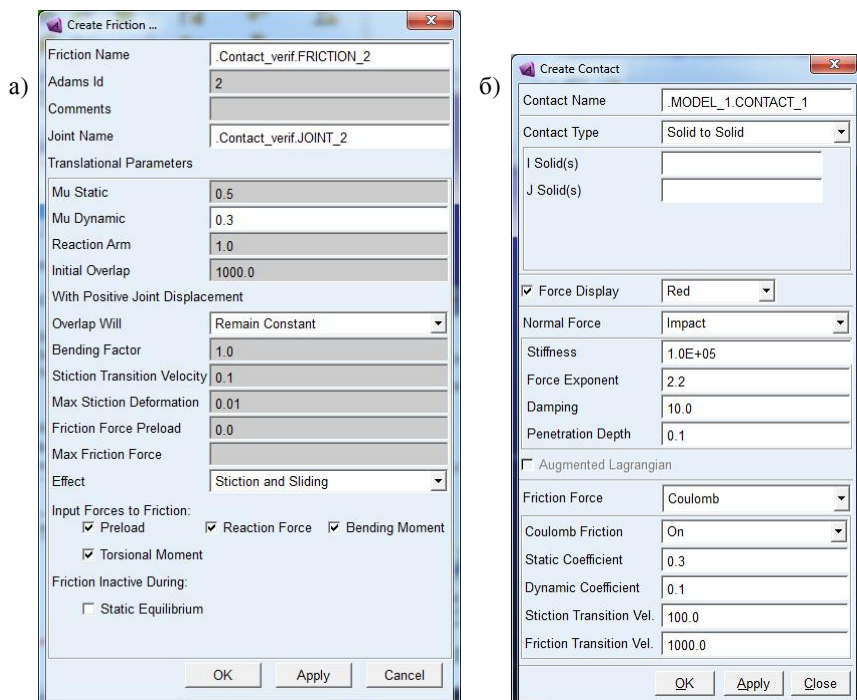 а)
Create Friction ...
Friction Name .Contact_verif.FRICTION_2
Adams Id 2
Comments
Joint Name .Contact_verif.JOINT_2
Translational Parameters
Mu Static 0.5
Mu Dynamic 0.3
Reaction Arm 1.0
Initial Overlap 1000.0
With Positive Joint Displacement
Overlap Will Remain Constant
Bending Factor 1.0
Stiction Transition Velocity 0.1
Max Stiction Deformation 0.01
Friction Force Preload 0.0
Max Friction Force
Effect Stiction and Sliding
Input Forces to Friction:
Preload Reaction Force Bending Moment
Torsional Moment
Friction Inactive During:
Static Equilibrium
OK Apply Cancel
б)
Create Contact
Contact Name .MODEL_1.CONTACT_1
Contact Type Solid to Solid
I Solid(s)
J Solid(s)
Force Display Red
Normal Force Impact
Stiffness 1.0E+05
Force Exponent 2.2
Damping 10.0
Penetration Depth 0.1
Augmented Lagrangian
Friction Force Coulomb
Coulomb Friction On
Static Coefficient 0.3
Dynamic Coefficient 0.1
Stiction Transition Vel. 100.0
Friction Transition Vel. 1000.0
OK Apply Close